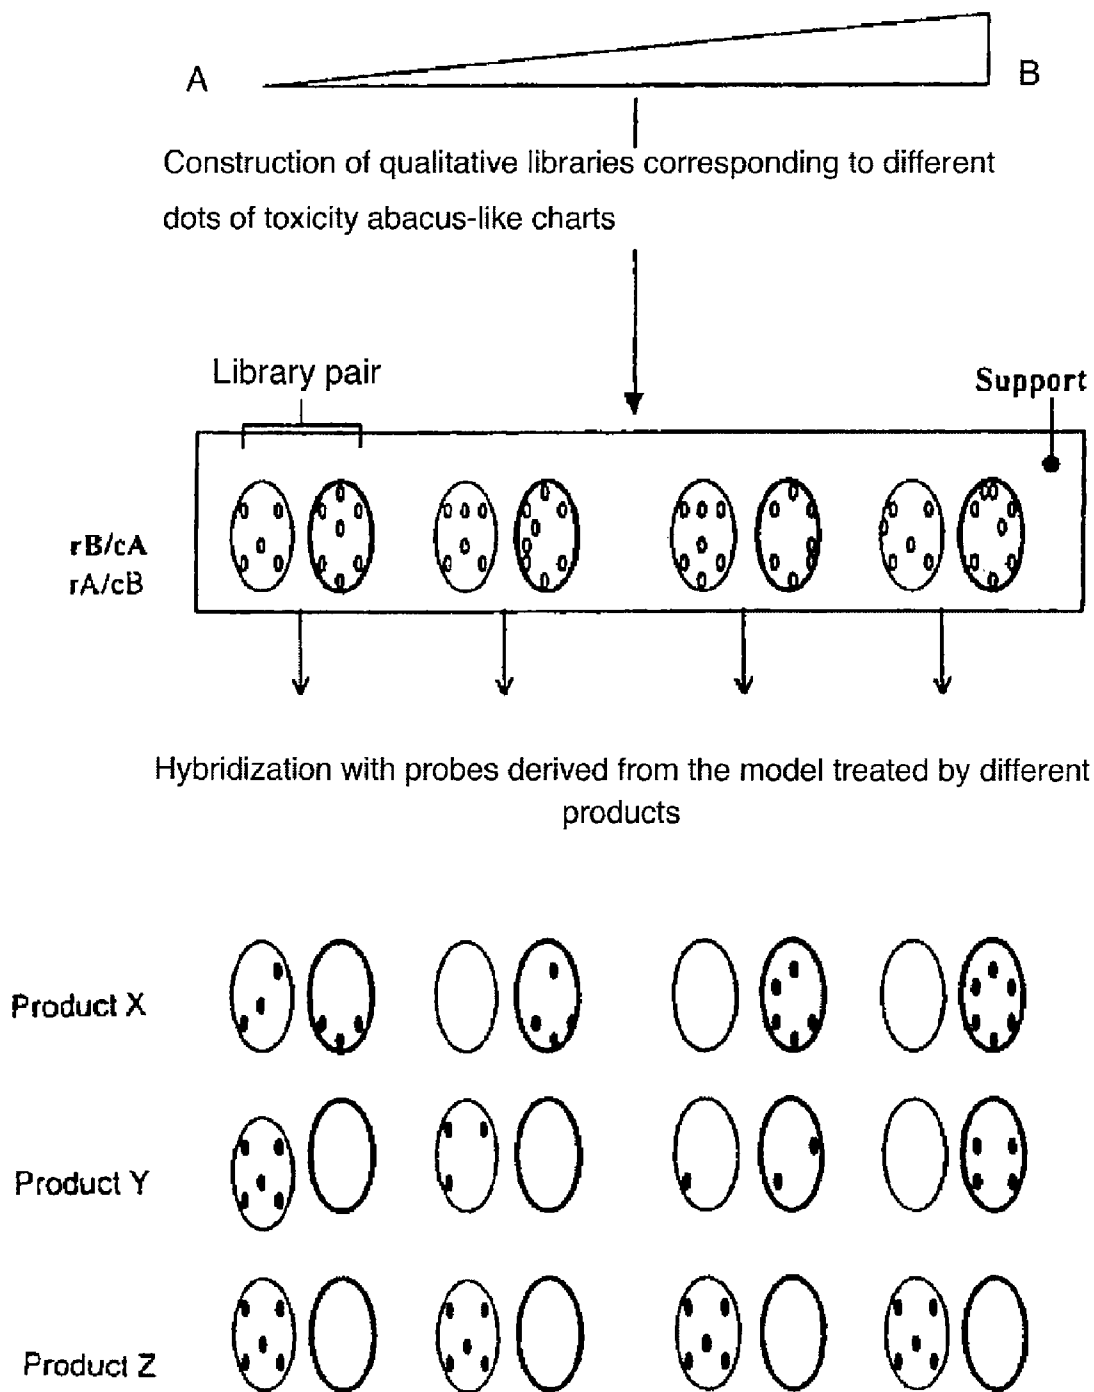 A
B
Construction of qualitative libraries corresponding to different
dots of toxicity abacus-like charts
Library pair
Support
rB/cA
rA/cB
Hybridization with probes derived from the model treated by different
products
Product X
Product Y
Product Z